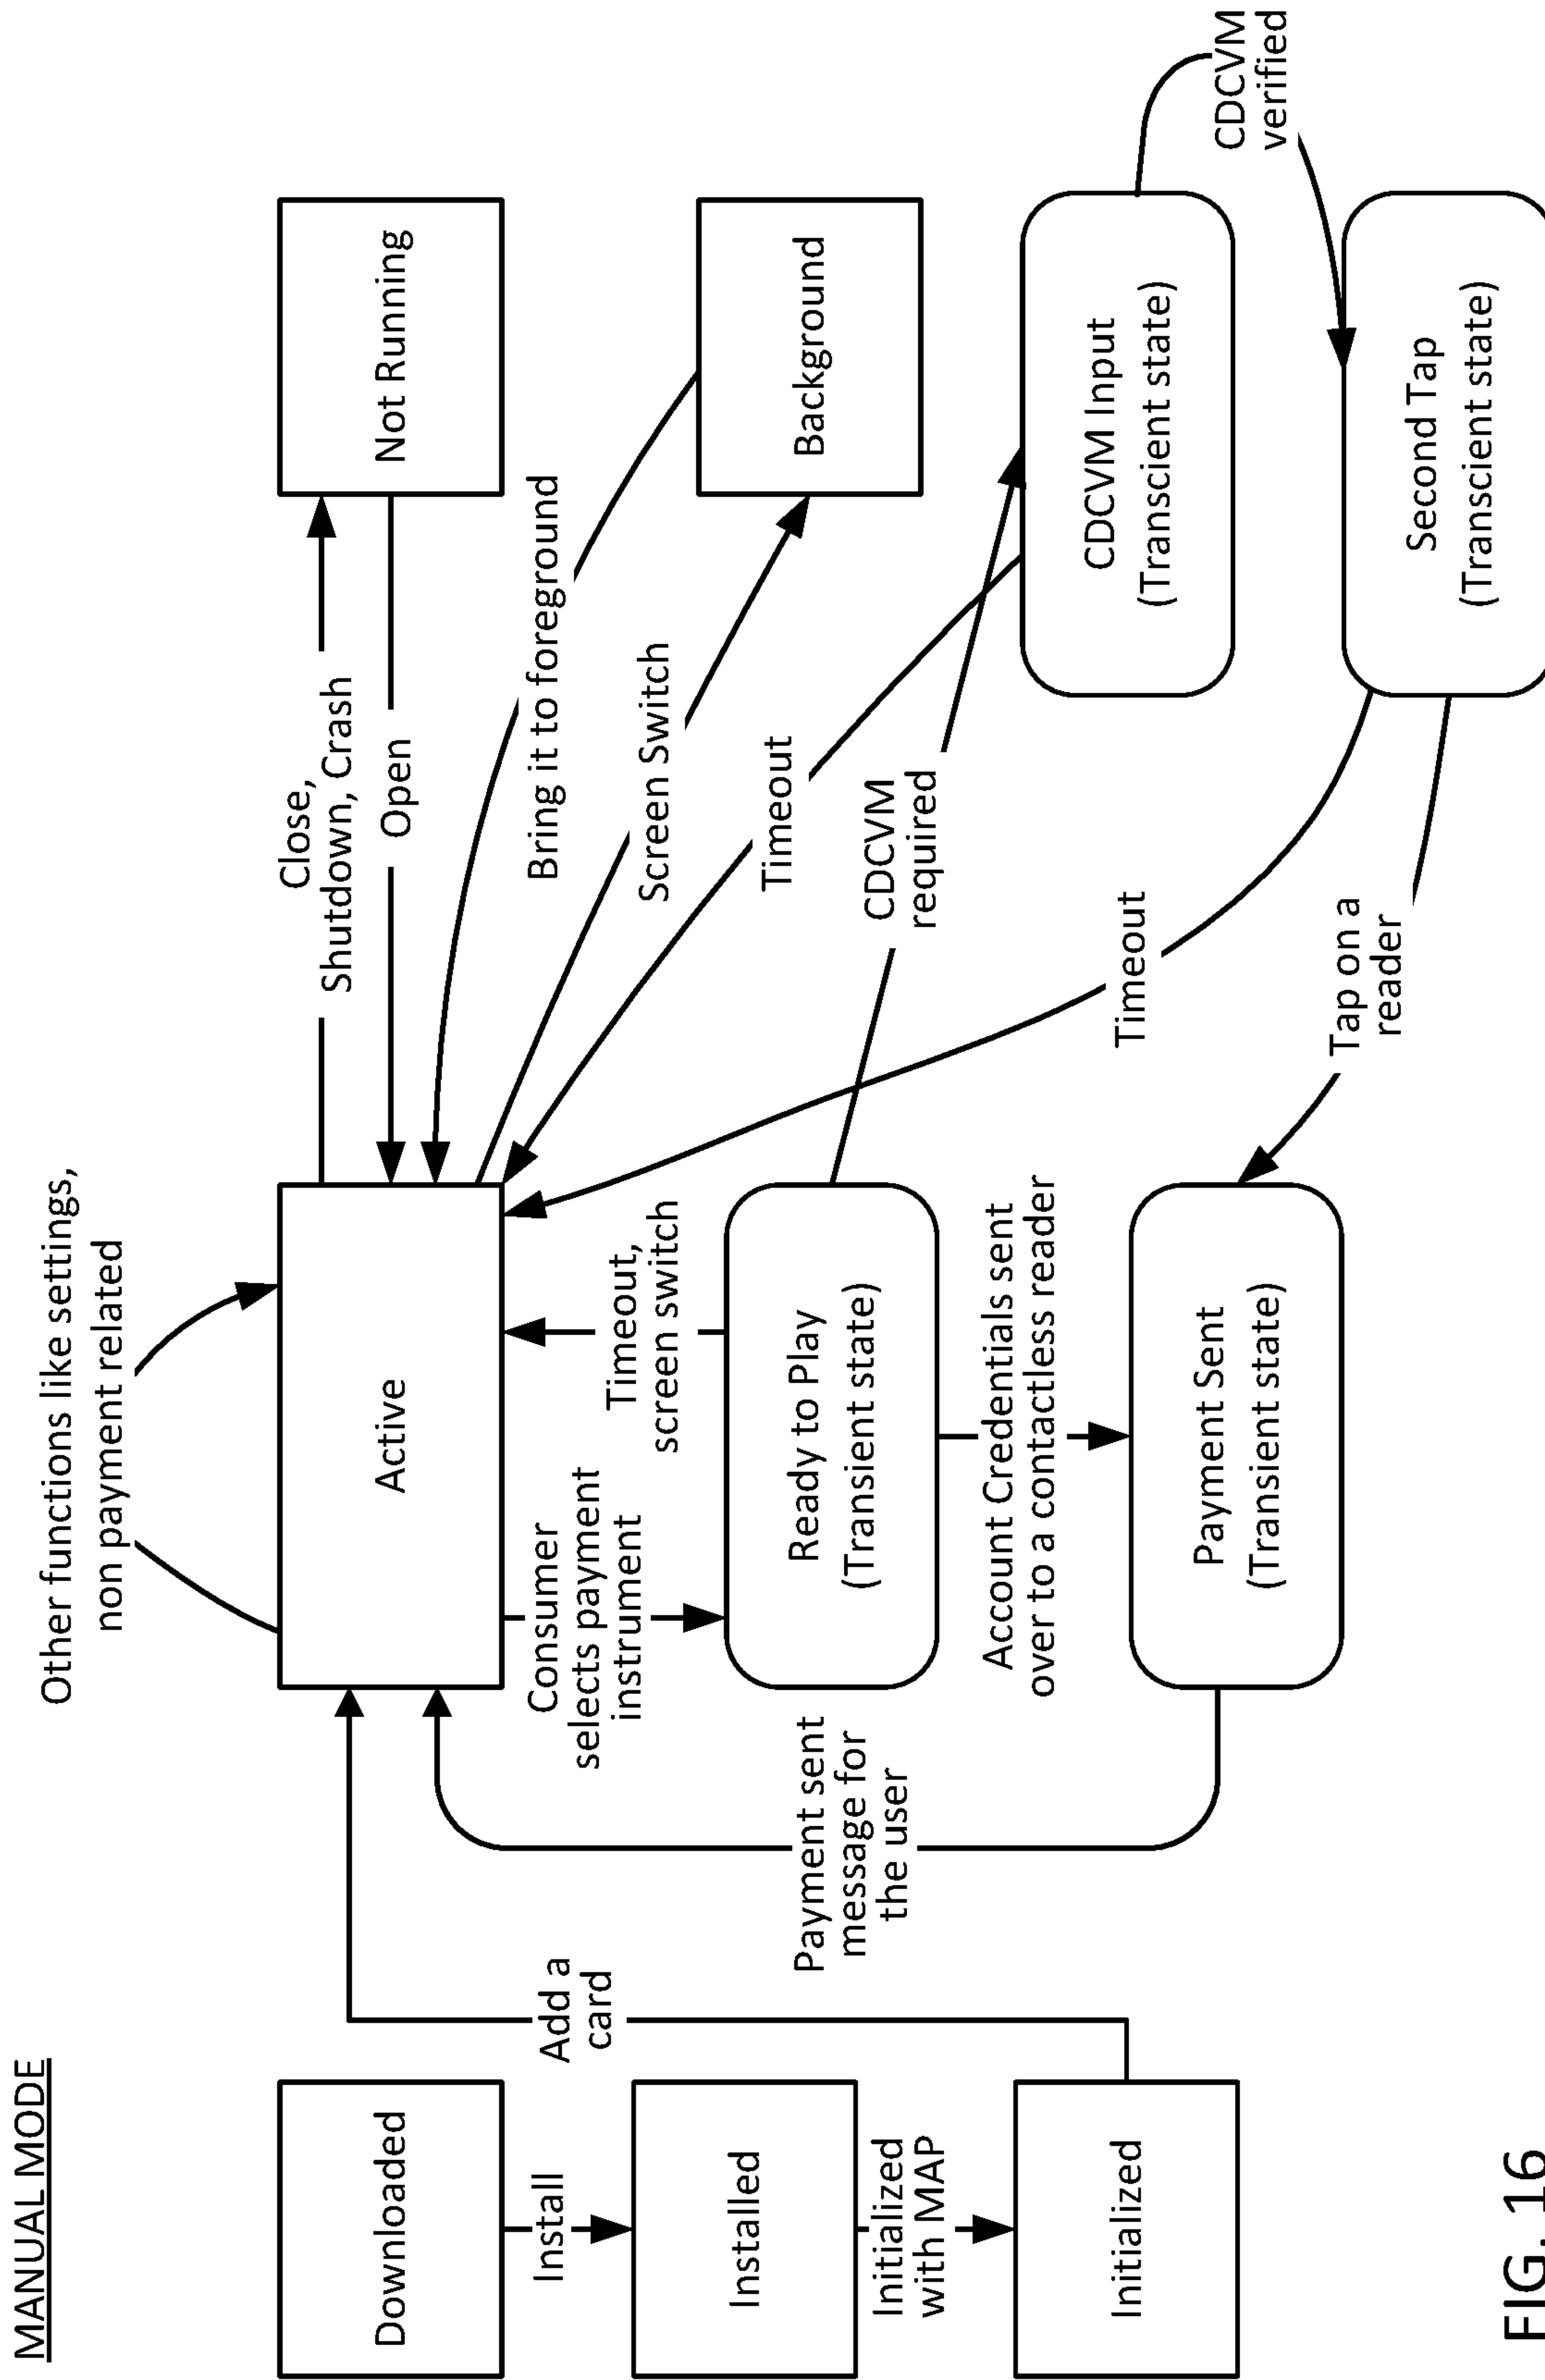 MANUAL MODE
Downloaded
Install
Installed
Initialized
with MAP
Initialized
Add a
card
Other functions like settings,
non payment related
Active
Consumer
selects payment
instrument
Timeout,
screen switch
Ready to Play
(Transient state)
Account Credentials sent
over to a contactless reader
Payment Sent
(Transient state)
Payment sent
message for
the user
Close,
Shutdown, Crash
Open
Not Running
Bring it to foreground
Screen Switch
Background
Timeout
CDCVM
required
CDCVM Input
(Transcient state)
CDCVM
verified
Timeout
Tap on a
reader
Second Tap
(Transcient state)
FIG. 16